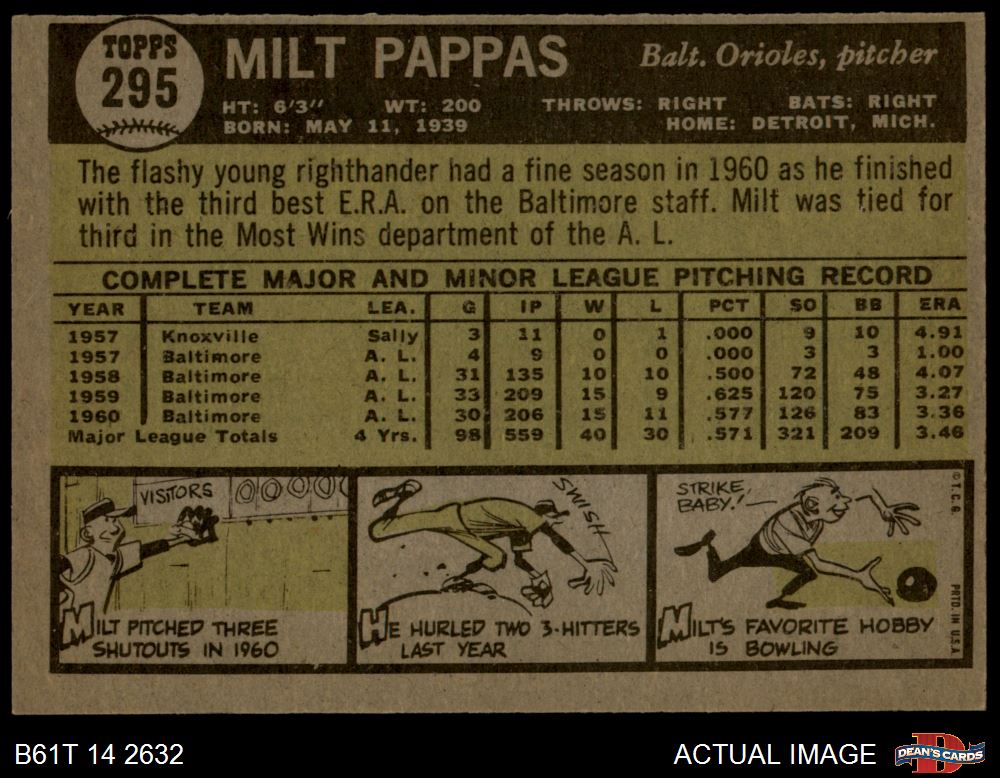 TOPPS
295
MILT PAPPAS
Balt. Orioles, pitcher
HT: 6'3" WT: 200 THROWS: RIGHT BATS: RIGHT
BORN: MAY 11, 1939 HOME: DETROIT, MICH.
The flashy young righthander had a fine season in 1960 as he finished
with the third best E.R.A. on the Baltimore staff. Milt was tied for
third in the Most Wins department of the A. L.
COMPLETE MAJOR AND MINOR LEAGUE PITCHING RECORD
YEAR TEAM LEA. G IP W L PCT SO BB ERA
1957 Knoxville Sally 3 11 0 1 .000 9 10 4.91
1957 Baltimore A. L. 4 9 0 0 .000 3 3 1.00
1958 Baltimore A. L. 31 135 10 10 .500 72 48 4.07
1959 Baltimore A. L. 33 209 15 9 .625 120 75 3.27
1960 Baltimore A. L. 30 206 15 11 .577 126 83 3.36
Major League Totals 4 Yrs. 98 559 40 30 .571 321 209 3.46
VISITORS 0 0 0 0 0
MILT PITCHED THREE
SHUTOUTS IN 1960
SWISH
HE HURLED TWO 3-HITTERS
LAST YEAR
STRIKE,
BABY!
MILT'S FAVORITE HOBBY
IS BOWLING
© T. C. G. PRTD. IN U.S.A.
B61T 14 2632
ACTUAL IMAGE
DEAN'S CARDS